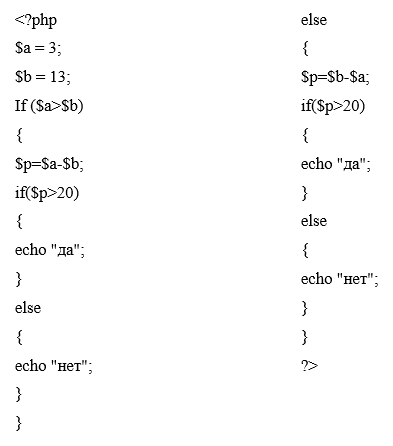 <?php
$a = 3;
$b = 13;
If ($a>$b)
{
$p=$a-$b;
if($p>20)
{
echo "да";
}
else
{
echo "нет";
}
}
else
{
$p=$b-$a;
if($p>20)
{
echo "да";
}
else
{
echo "нет";
}
}
?>